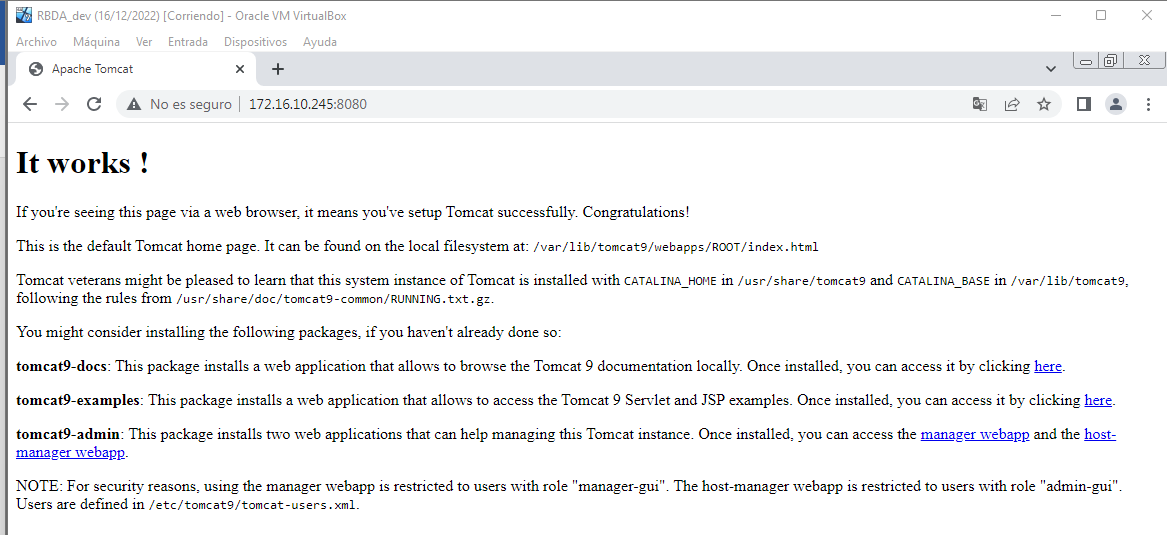 RBDA_dev (16/12/2022) [Corriendo] - Oracle VM VirtualBox
Archivo Máquina Ver Entrada Dispositivos Ayuda
Apache Tomcat
No es seguro 172.16.10.245:8080
It works !
If you're seeing this page via a web browser, it means you've setup Tomcat successfully. Congratulations!
This is the default Tomcat home page. It can be found on the local filesystem at: /var/lib/tomcat9/webapps/ROOT/index.html
Tomcat veterans might be pleased to learn that this system instance of Tomcat is installed with CATALINA_HOME in /usr/share/tomcat9 and CATALINA_BASE in /var/lib/tomcat9,
following the rules from /usr/share/doc/tomcat9-common/RUNNING.txt.gz.
You might consider installing the following packages, if you haven't already done so:
tomcat9-docs: This package installs a web application that allows to browse the Tomcat 9 documentation locally. Once installed, you can access it by clicking here.
tomcat9-examples: This package installs a web application that allows to access the Tomcat 9 Servlet and JSP examples. Once installed, you can access it by clicking here.
tomcat9-admin: This package installs two web applications that can help managing this Tomcat instance. Once installed, you can access the manager webapp and the host-
manager webapp.
NOTE: For security reasons, using the manager webapp is restricted to users with role "manager-gui". The host-manager webapp is restricted to users with role "admin-gui".
Users are defined in /etc/tomcat9/tomcat-users.xml.